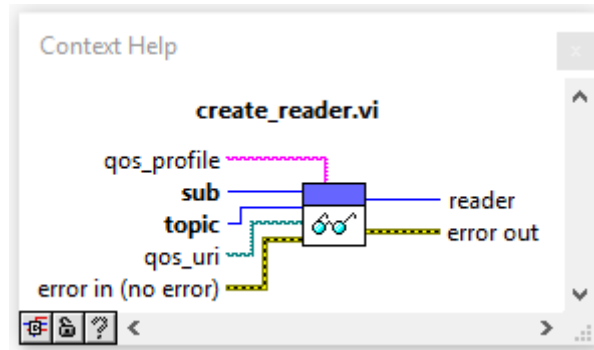 Context Help
create_reader.vi
qos_profile
sub
topic
qos_uri
error in (no error)
reader
error out
?